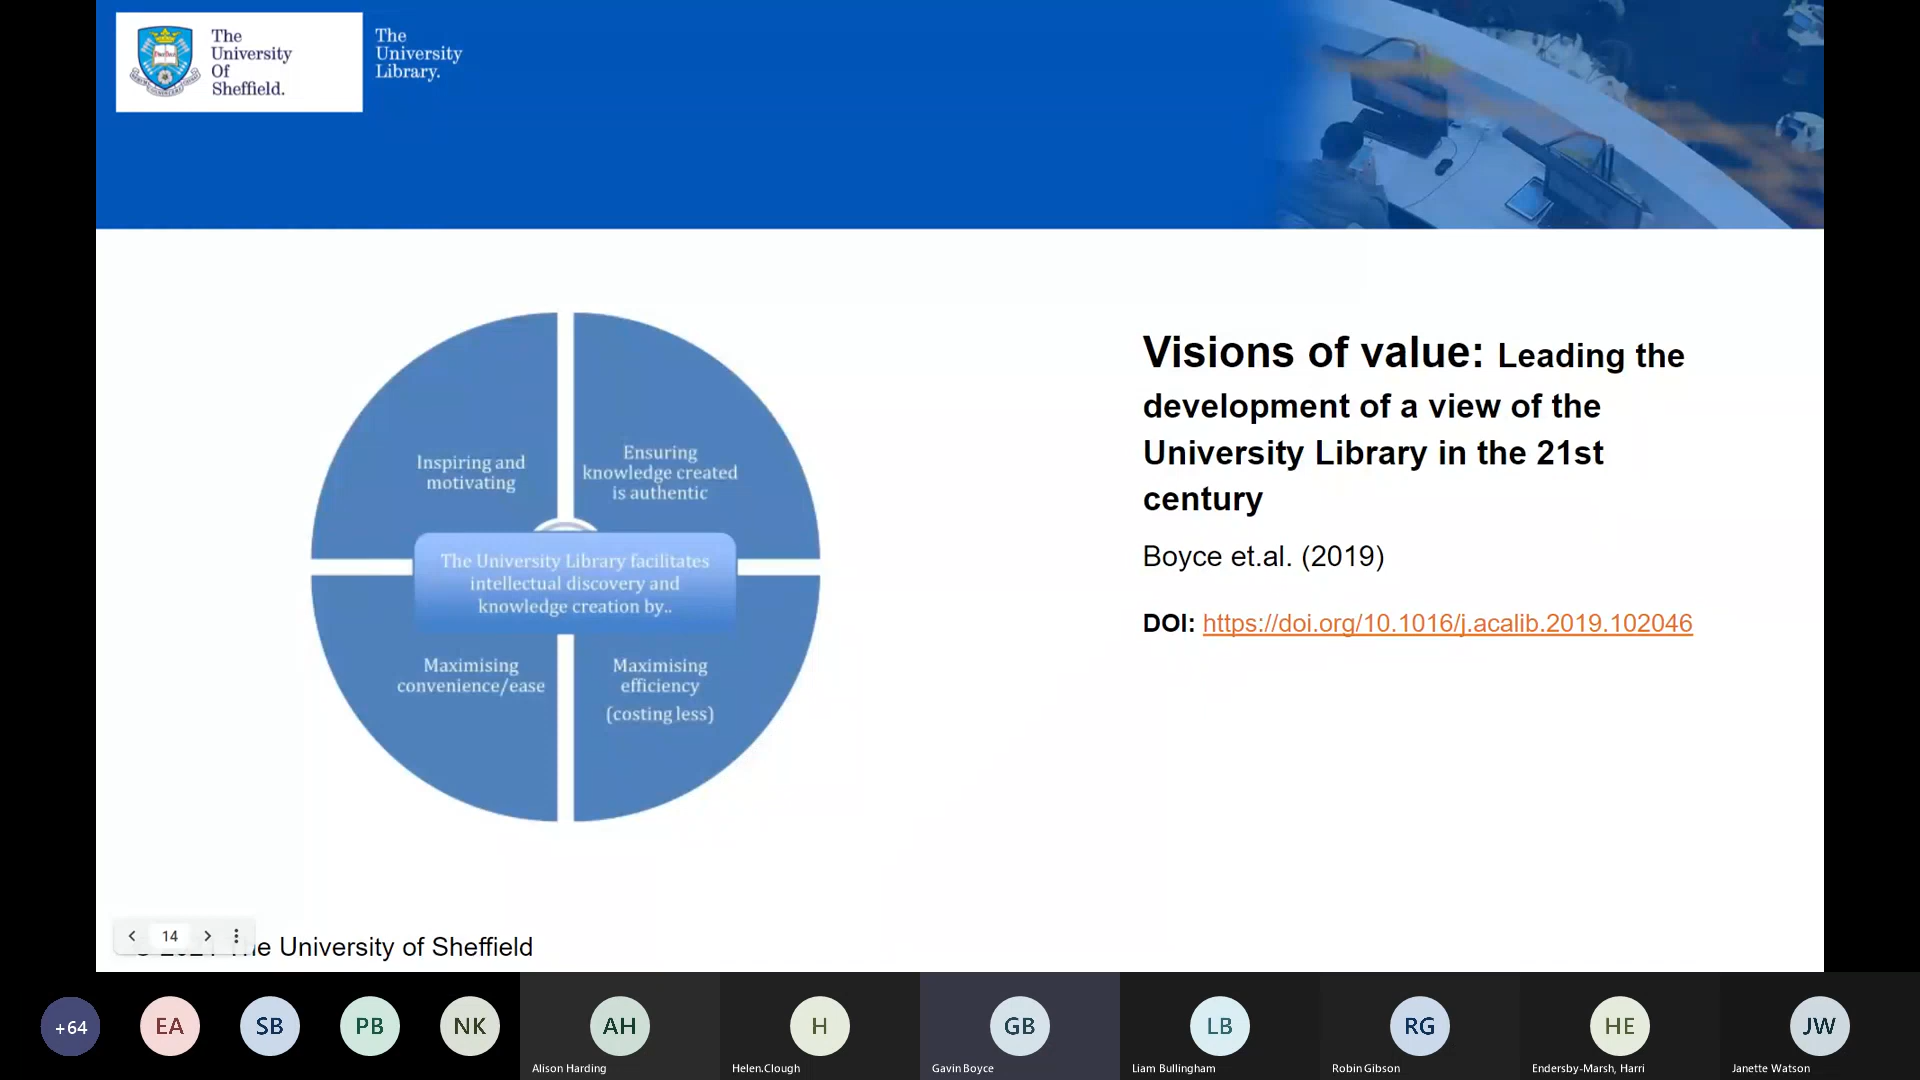 The
University
Of
Sheffield.
The
University
Library.
Inspiring and
motivating
Ensuring
knowledge created
is authentic
The University Library facilitates
intellectual discovery and
knowledge creation by..
Maximising
convenience/ease
Maximising
efficiency
(costing less)
Visions of value: Leading the
development of a view of the
University Library in the 21st
century
Boyce et.al. (2019)
DOI: https://doi.org/10.1016/j.acalib.2019.102046
14
The University of Sheffield
+64
EA
SB
PB
NK
AH
Alison Harding
H
Helen.Clough
GB
Gavin Boyce
LB
Liam Bullingham
RG
Robin Gibson
HE
Endersby-Marsh, Harri
JW
Janette Watson